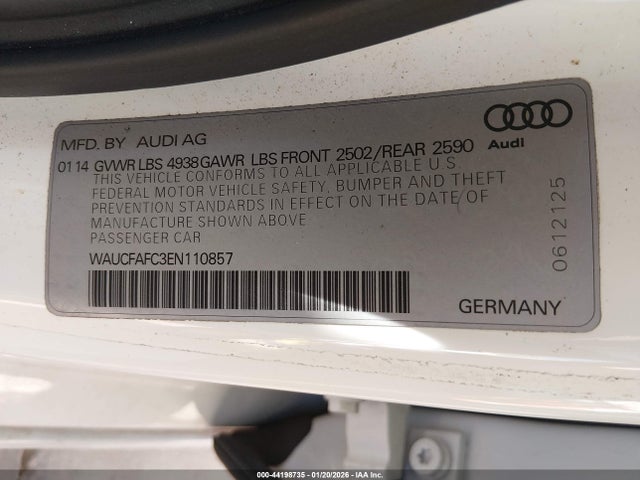 MFD. BY AUDI AG
Audi
01 14 GVWR LBS 4938 GAWR LBS FRONT 2502/REAR 2590
THIS VEHICLE CONFORMS TO ALL APPLICABLE U.S.
FEDERAL MOTOR VEHICLE SAFETY, BUMPER AND THEFT
PREVENTION STANDARDS IN EFFECT ON THE DATE OF
MANUFACTURE SHOWN ABOVE
PASSENGER CAR
WAUCFAFC3EN110857
0612125
GERMANY
000-44198735 - 01/20/2026 - IAA Inc.